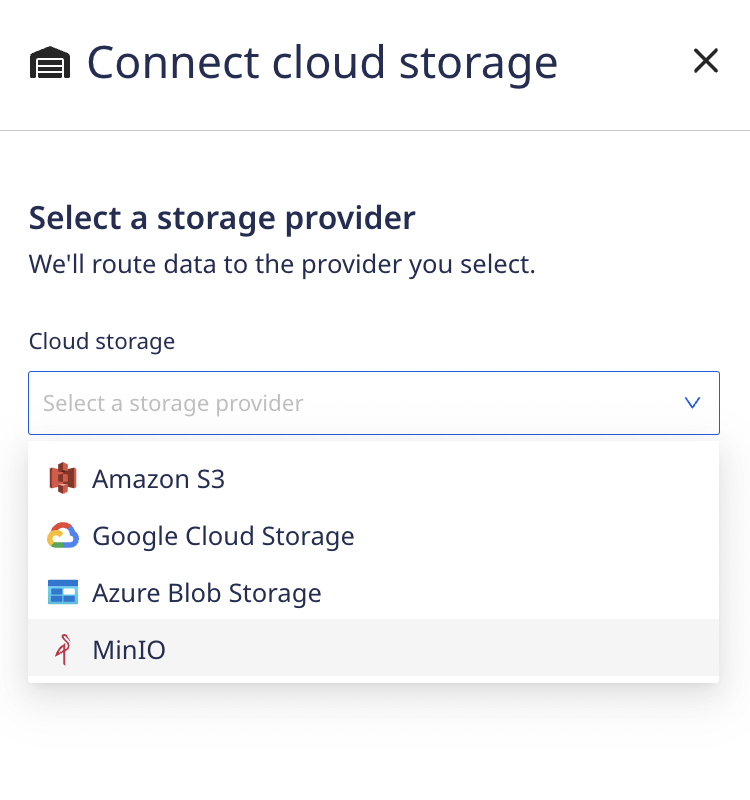 Connect cloud storage
Select a storage provider
We'll route data to the provider you select.
Cloud storage
Select a storage provider
Amazon S3
Google Cloud Storage
Azure Blob Storage
MinIO